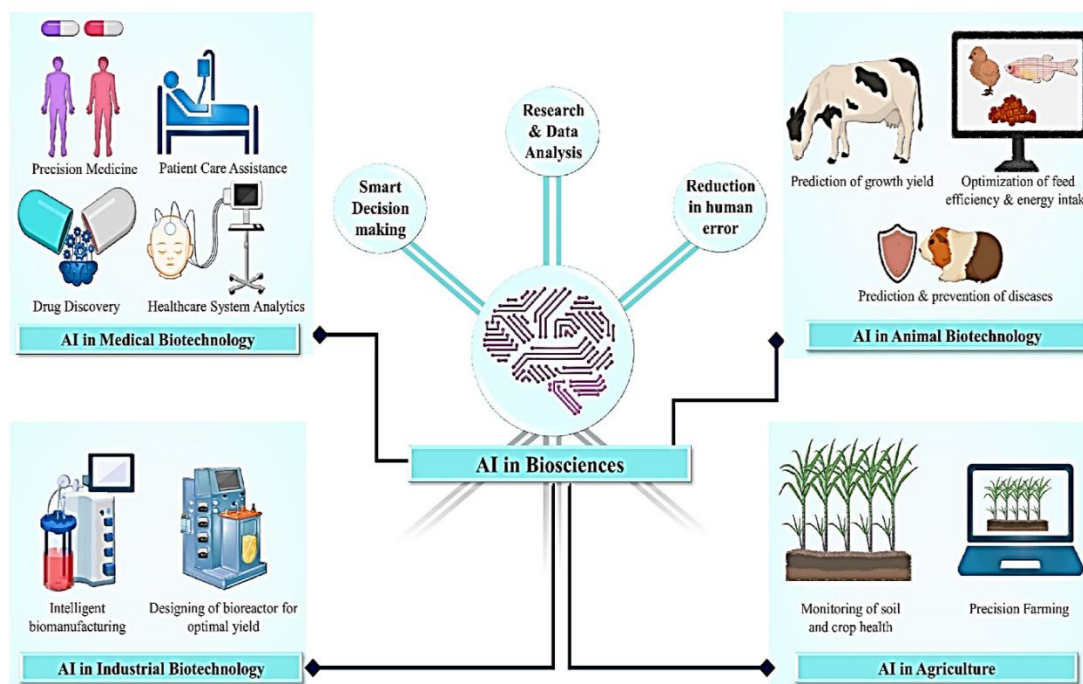 Precision Medicine
Patient Care Assistance
Drug Discovery
Healthcare System Analytics
AI in Medical Biotechnology
Smart
Decision
making
Research
& Data
Analysis
Reduction
in human
error
AI in Biosciences
Prediction of growth yield
Optimization of feed
efficiency & energy intak
Prediction & prevention of diseases
AI in Animal Biotechnology
Intelligent
biomanufacturing
Designing of bioreactor for
optimal yield
AI in Industrial Biotechnology
Monitoring of soil
and crop health
Precision Farming
AI in Agriculture